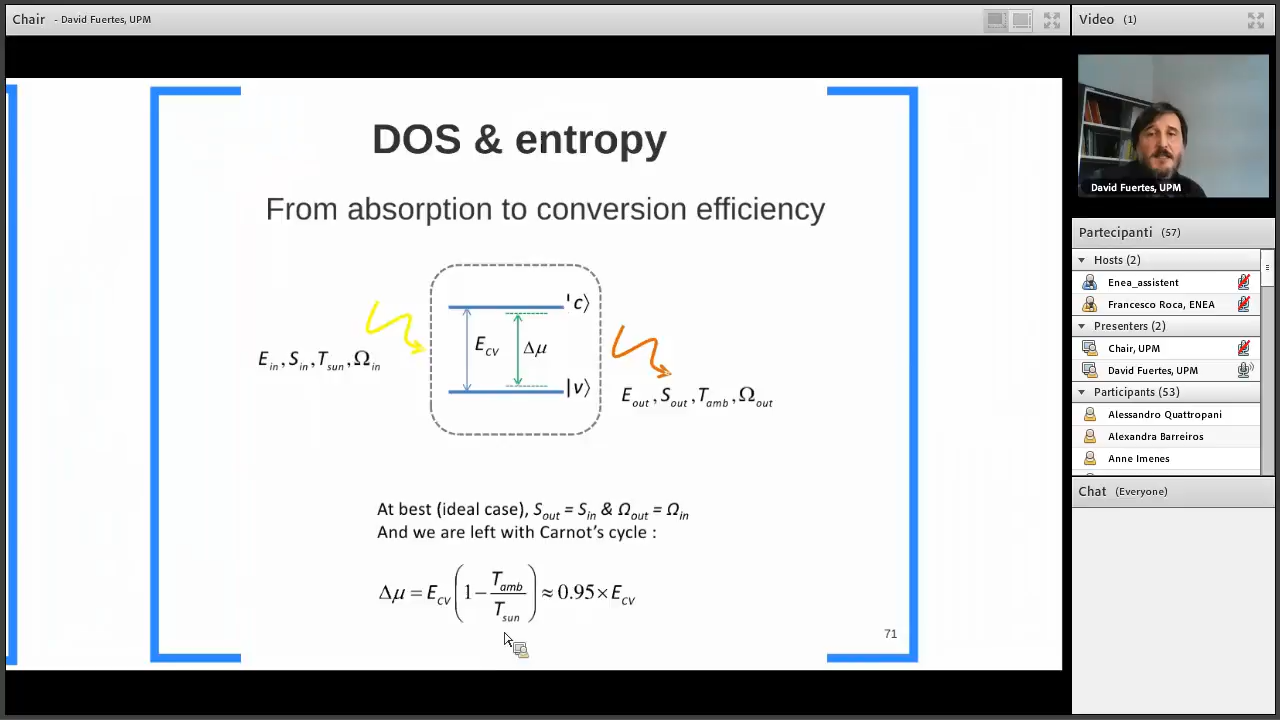 Chair - David Fuertes, UPM
DOS & entropy
From absorption to conversion efficiency
|c⟩
E_CV
Δμ
|v⟩
E_in, S_in, T_sun, Ω_in
E_out, S_out, T_amb, Ω_out
At best (ideal case), S_out = S_in & Ω_out = Ω_in
And we are left with Carnot's cycle :
Δμ = E_CV (1 − T_amb / T_sun) ≈ 0.95 × E_CV
71
Video (1)
David Fuertes, UPM
Partecipanti (57)
Hosts (2)
Enea_assistent
Francesco Roca, ENEA
Presenters (2)
Chair, UPM
David Fuertes, UPM
Participants (53)
Alessandro Quattropani
Alexandra Barreiros
Anne Imenes
Chat (Everyone)